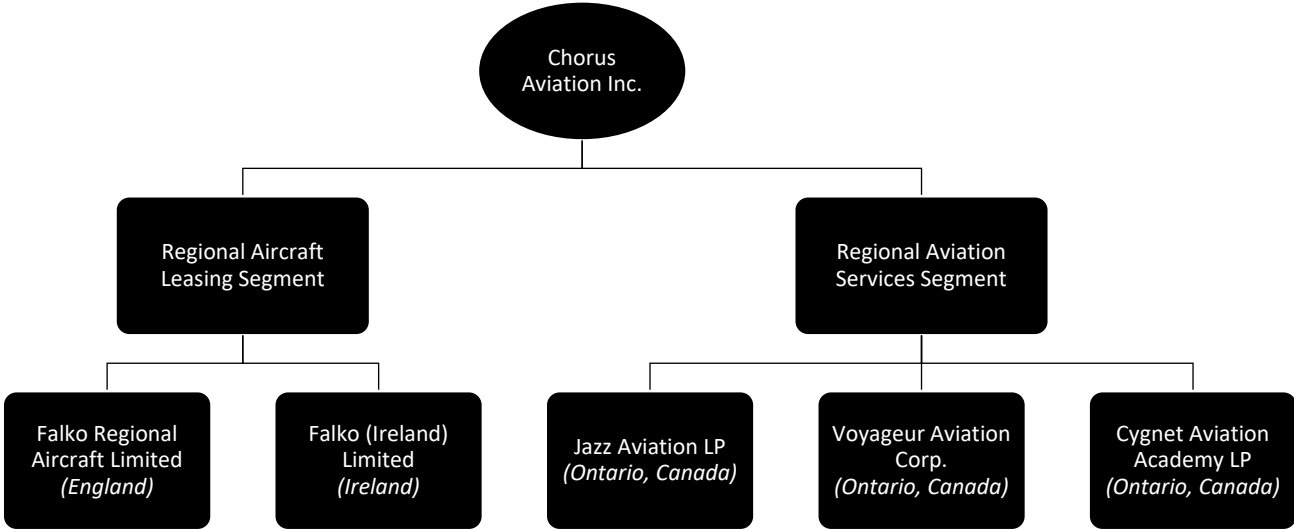 Chorus
Aviation Inc.
Regional Aircraft
Leasing Segment
Regional Aviation
Services Segment
Falko Regional
Aircraft Limited
(England)
Falko (Ireland)
Limited
(Ireland)
Jazz Aviation LP
(Ontario, Canada)
Voyageur Aviation
Corp.
(Ontario, Canada)
Cygnet Aviation
Academy LP
(Ontario, Canada)